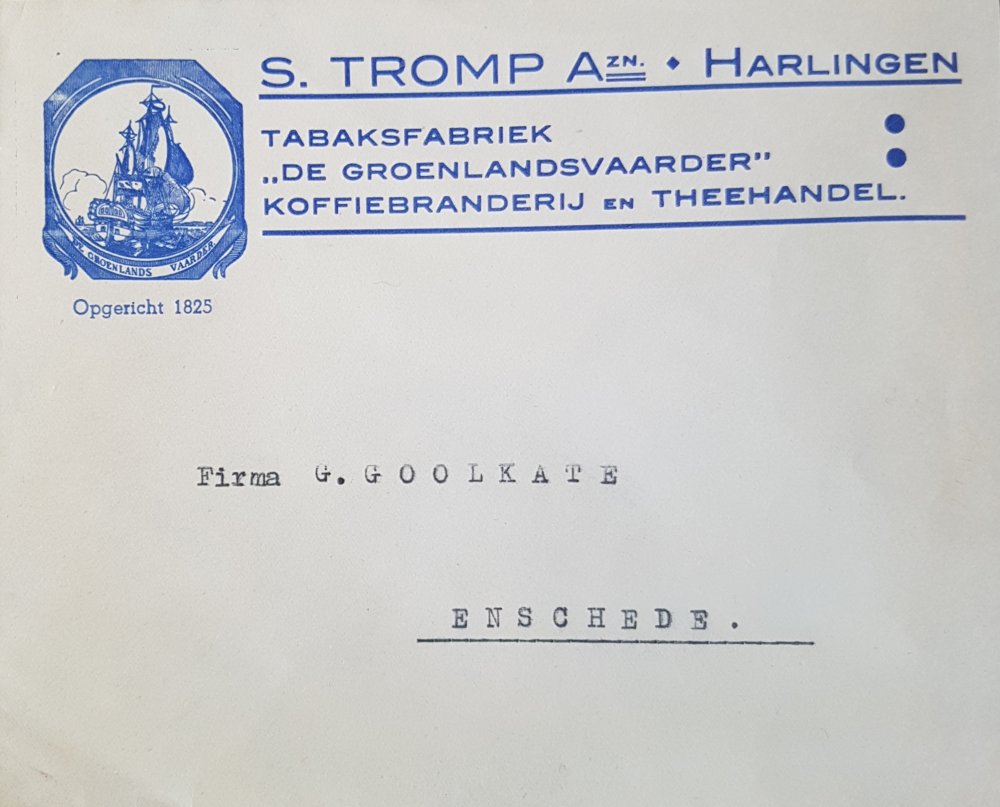 S. TROMP AZN. ♦ HARLINGEN
TABAKSFABRIEK
„DE GROENLANDSVAARDER”
KOFFIEBRANDERIJ EN THEEHANDEL.
DE GROENLANDS VAARDER
Opgericht 1825
Firma G. GOOLKATE
ENSCHEDE.